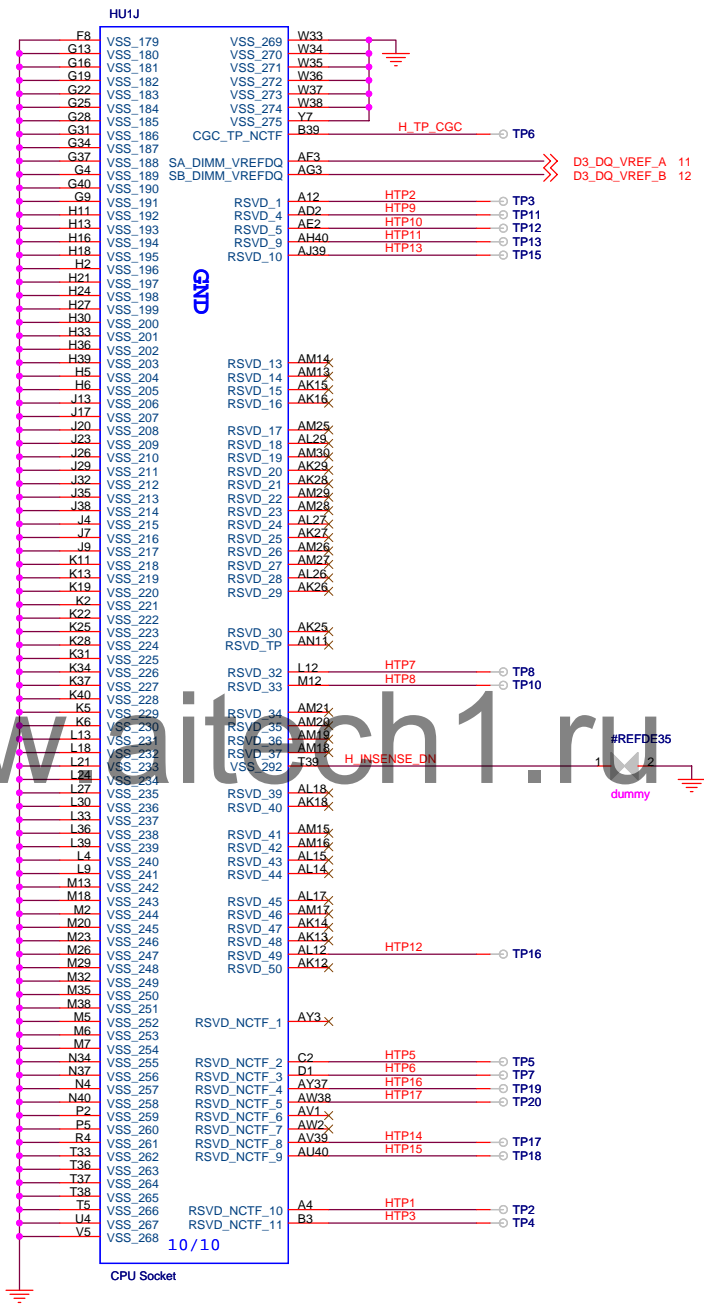 HU1J
F8 VSS_179 VSS_269 W33
G13 VSS_180 VSS_270 W34
G16 VSS_181 VSS_271 W35
G19 VSS_182 VSS_272 W36
G22 VSS_183 VSS_273 W37
G25 VSS_184 VSS_274 W38
G28 VSS_185 VSS_275 Y7
G31 VSS_186 CGC_TP_NCTF B39 H_TP_CGC TP6
G34 VSS_187
G37 VSS_188 SA_DIMM_VREFDQ AF3 D3_DQ_VREF_A 11
G4 VSS_189 SB_DIMM_VREFDQ AG3 D3_DQ_VREF_B 12
G40 VSS_190
G9 VSS_191 RSVD_1 A12 HTP2 TP3
H11 VSS_192 RSVD_4 AD2 HTP9 TP11
H13 VSS_193 RSVD_5 AE2 HTP10 TP12
H16 VSS_194 RSVD_9 AH40 HTP11 TP13
H18 VSS_195 RSVD_10 AJ39 HTP13 TP15
H2 VSS_196
H21 VSS_197
H24 VSS_198
GND
H27 VSS_199
H30 VSS_200
H33 VSS_201
H36 VSS_202
H39 VSS_203 RSVD_13 AM14
H5 VSS_204 RSVD_14 AM13
H6 VSS_205 RSVD_15 AK15
J13 VSS_206 RSVD_16 AK16
J17 VSS_207
J20 VSS_208 RSVD_17 AM25
J23 VSS_209 RSVD_18 AL29
J26 VSS_210 RSVD_19 AM30
J29 VSS_211 RSVD_20 AK29
J32 VSS_212 RSVD_21 AK28
J35 VSS_213 RSVD_22 AM29
J38 VSS_214 RSVD_23 AM28
J4 VSS_215 RSVD_24 AL27
J7 VSS_216 RSVD_25 AK27
J9 VSS_217 RSVD_26 AM26
K11 VSS_218 RSVD_27 AM27
K13 VSS_219 RSVD_28 AL26
K19 VSS_220 RSVD_29 AK26
K2 VSS_221
K22 VSS_222
K25 VSS_223 RSVD_30 AK25
K28 VSS_224 RSVD_TP AN11
K31 VSS_225
K34 VSS_226 RSVD_32 L12 HTP7 TP8
K37 VSS_227 RSVD_33 M12 HTP8 TP10
K40 VSS_228
K5 VSS_229 RSVD_34 AM21
K6 VSS_230 RSVD_35 AM20
L13 VSS_231 RSVD_36 AM19
L18 VSS_232 RSVD_37 AM18
L21 VSS_233 VSS_292 T39 H_INSENSE_DN 1 #REFDE35 2
dummy
w.aitech1.ru
L24 VSS_234
L27 VSS_235 RSVD_39 AL18
L30 VSS_236 RSVD_40 AK18
L33 VSS_237
L36 VSS_238 RSVD_41 AM15
L39 VSS_239 RSVD_42 AM16
L4 VSS_240 RSVD_43 AL15
L9 VSS_241 RSVD_44 AL14
M13 VSS_242
M18 VSS_243 RSVD_45 AL17
M2 VSS_244 RSVD_46 AM17
M20 VSS_245 RSVD_47 AK14
M23 VSS_246 RSVD_48 AK13
M26 VSS_247 RSVD_49 AL12 HTP12 TP16
M29 VSS_248 RSVD_50 AK12
M32 VSS_249
M35 VSS_250
M38 VSS_251
M5 VSS_252 RSVD_NCTF_1 AY3
M6 VSS_253
M7 VSS_254
N34 VSS_255 RSVD_NCTF_2 C2 HTP5 TP5
N37 VSS_256 RSVD_NCTF_3 D1 HTP6 TP7
N4 VSS_257 RSVD_NCTF_4 AY37 HTP16 TP19
N40 VSS_258 RSVD_NCTF_5 AW38 HTP17 TP20
P2 VSS_259 RSVD_NCTF_6 AV1
P5 VSS_260 RSVD_NCTF_7 AW2
R4 VSS_261 RSVD_NCTF_8 AV39 HTP14 TP17
T33 VSS_262 RSVD_NCTF_9 AU40 HTP15 TP18
T36 VSS_263
T37 VSS_264
T38 VSS_265
T5 VSS_266 RSVD_NCTF_10 A4 HTP1 TP2
U4 VSS_267 RSVD_NCTF_11 B3 HTP3 TP4
V5 VSS_268
10/10
CPU Socket